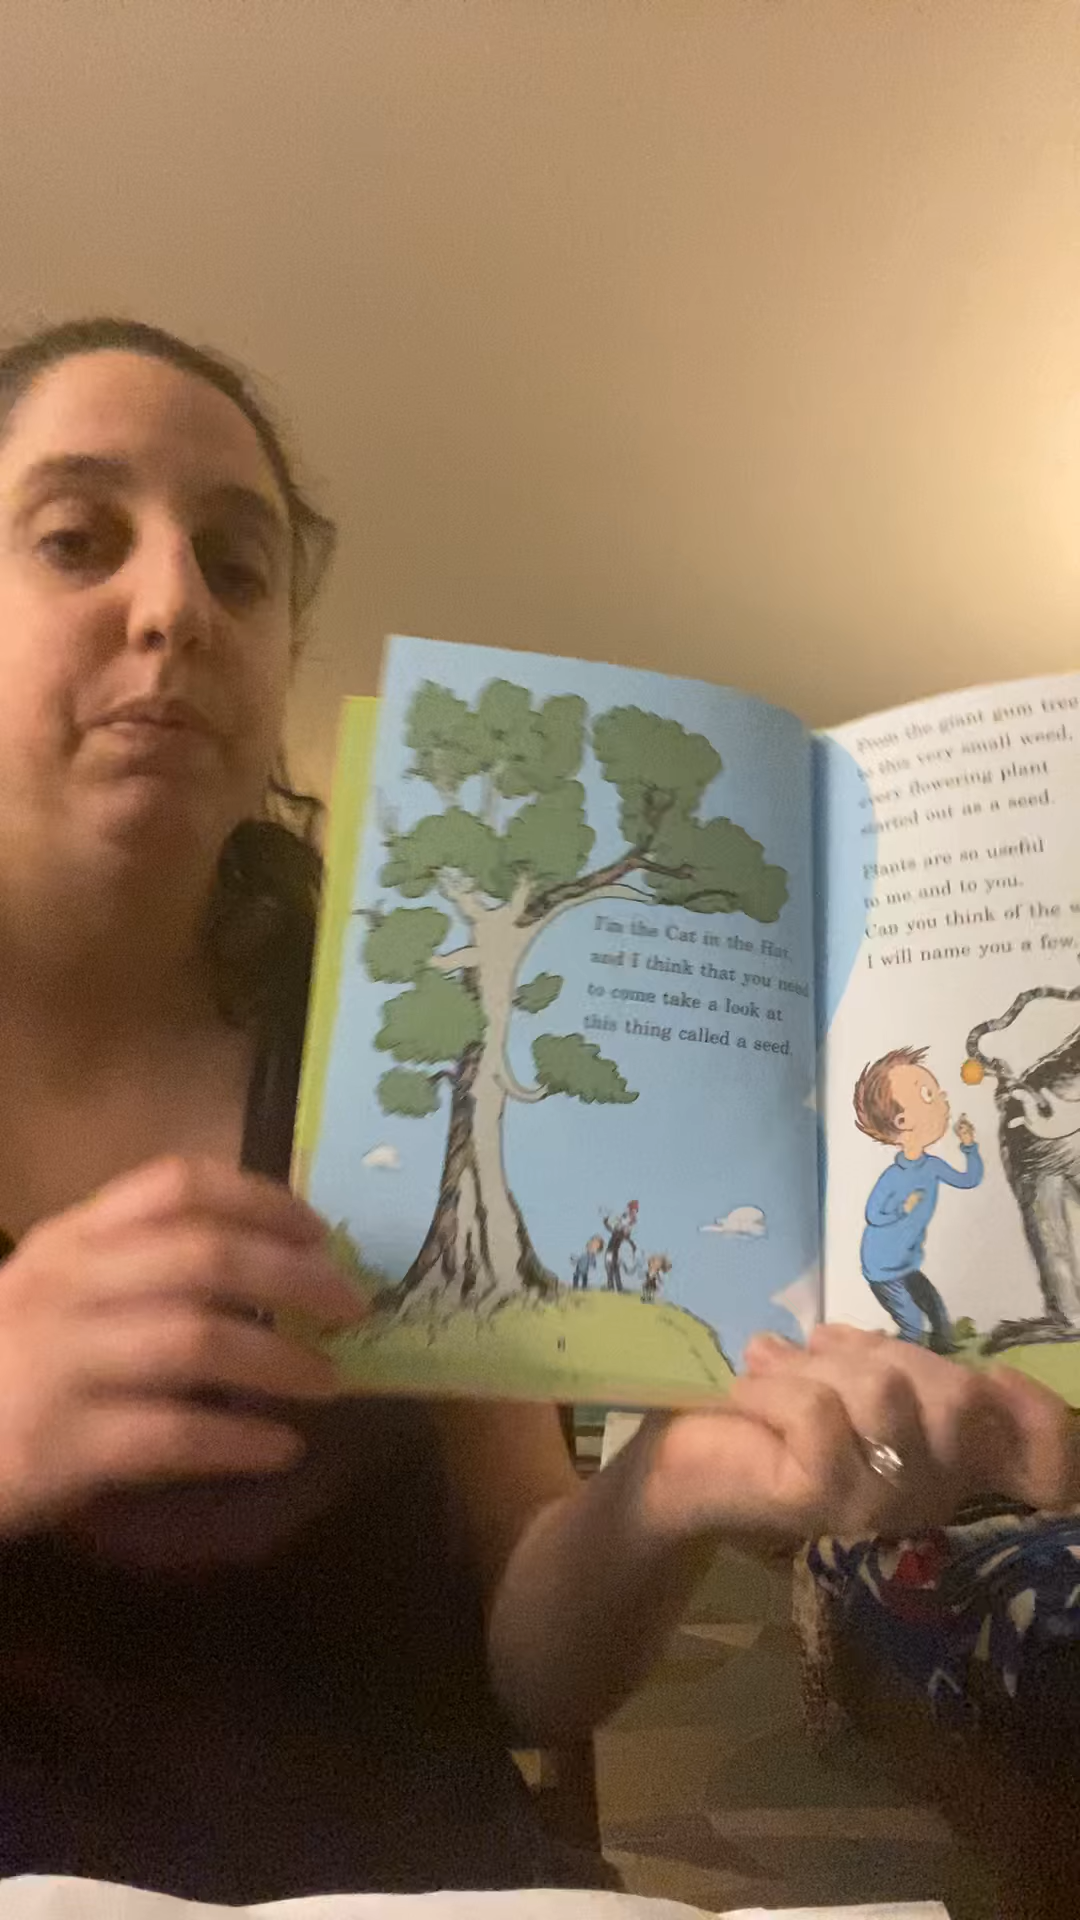 I'm the Cat in the Hat,
and I think that you need
to come take a look at
this thing called a seed.
From the giant gum tree
to this very small weed,
every flowering plant
started out as a seed.
Plants are so useful
to me and to you.
Can you think of the
I will name you a few.